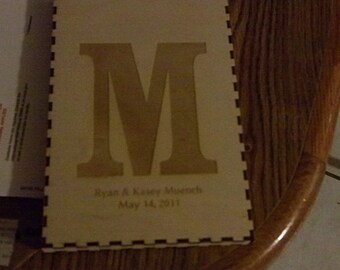 M
Ryan & Kasey Muench
May 14, 2011